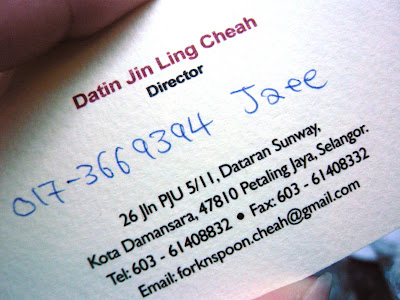 Datin Jin Ling Cheah
Director
017-3669394 Jaee
26 Jln PJU 5/11, Dataran Sunway,
Kota Damansara, 47810 Petaling Jaya, Selangor.
Tel: 603 - 61408832 • Fax: 603 - 61408332
Email: forknspoon.cheah@gmail.com